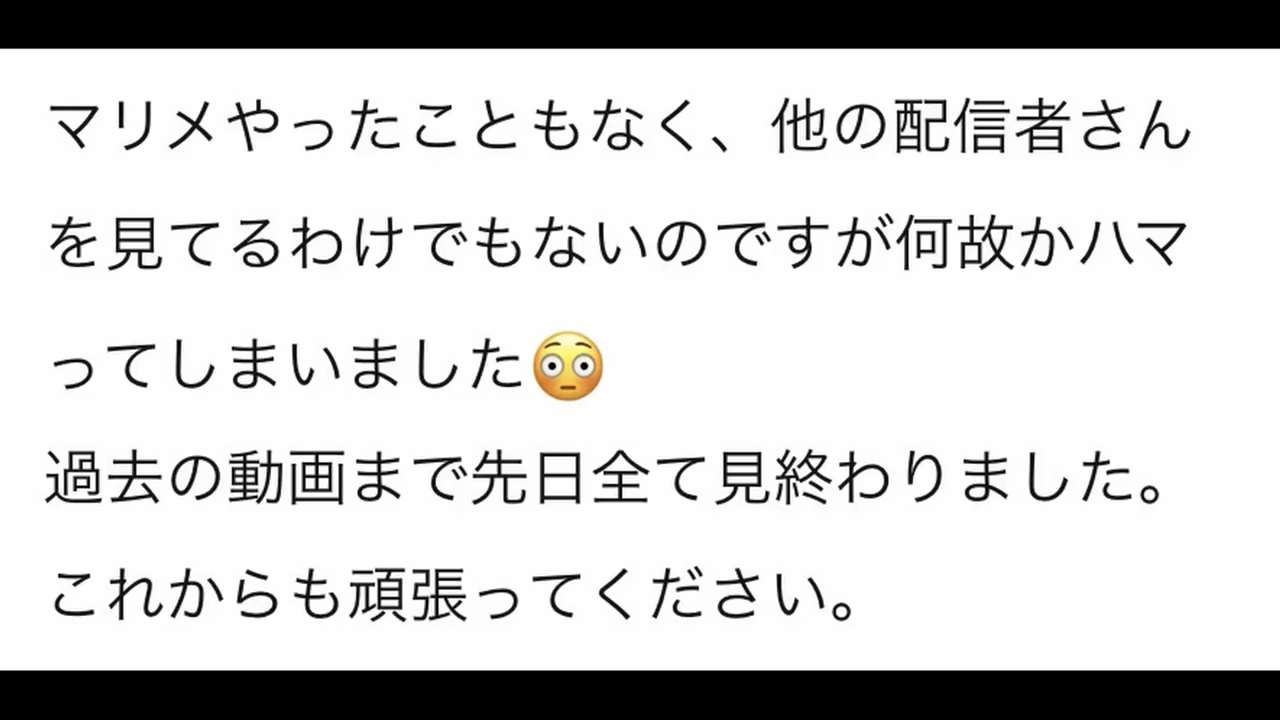 マリメやったこともなく、他の配信者さん
を見てるわけでもないのですが何故かハマ
ってしまいました😳
過去の動画まで先日全て見終わりました。
これからも頑張ってください。